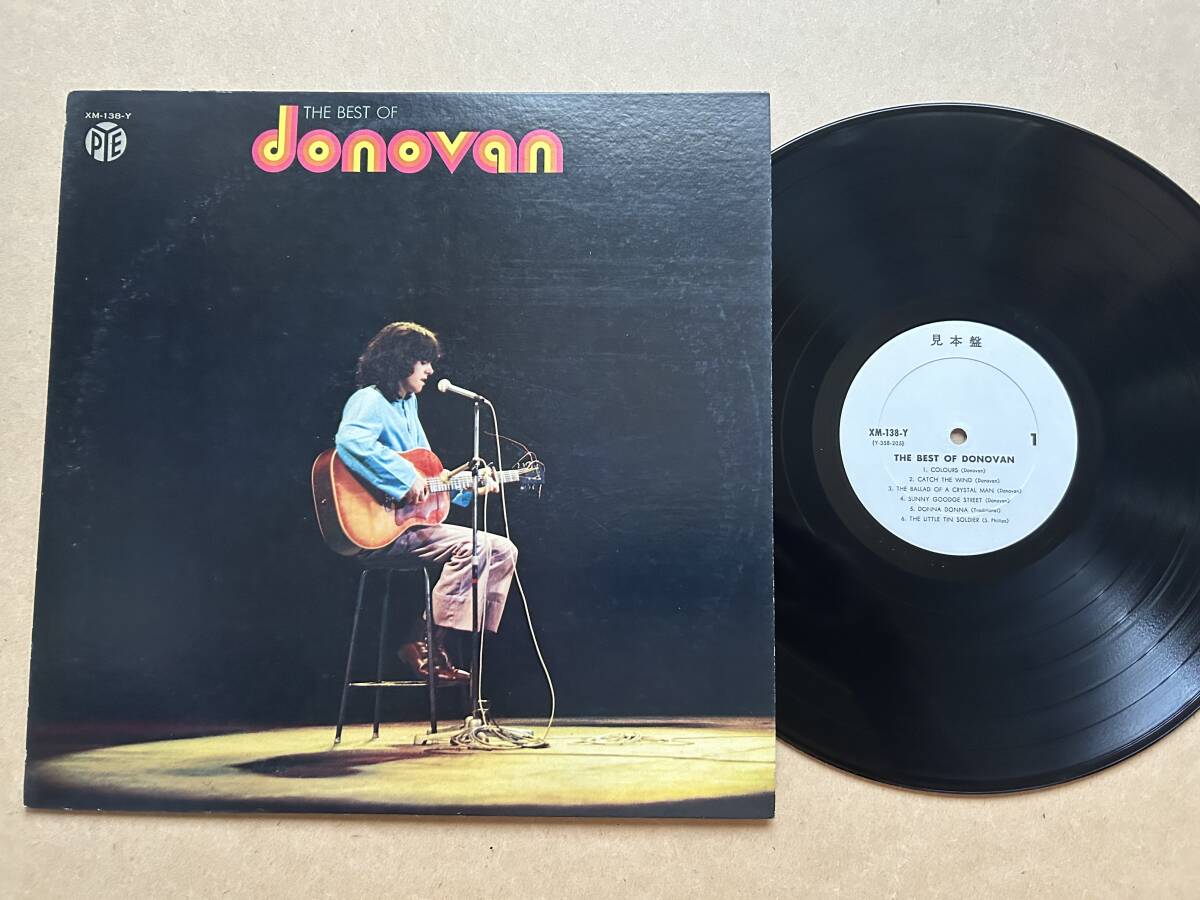 XM-138-Y
PYE
THE BEST OF
donovan
見本盤
XM-138-Y
(Y-358-205)
1
THE BEST OF DONOVAN
1. COLOURS (Donovan)
2. CATCH THE WIND (Donovan)
3. THE BALLAD OF A CRYSTAL MAN (Donovan)
4. SUNNY GOODGE STREET (Donovan)
5. DONNA DONNA (Traditional)
6. THE LITTLE TIN SOLDIER (S. Phillips)